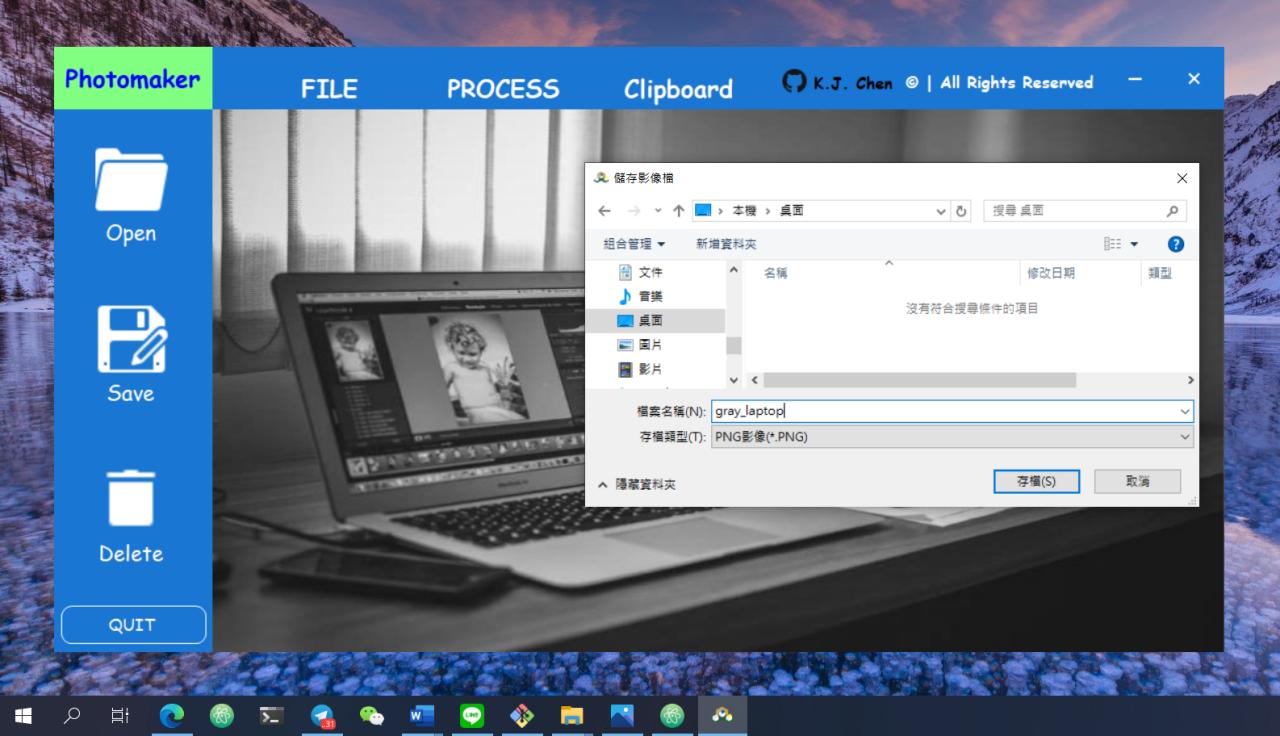 Photomaker
FILE
PROCESS
Clipboard
K.J. Chen © | All Rights Reserved
Open
Save
Delete
QUIT
儲存影像檔
本機 › 桌面
搜尋 桌面
組合管理
新增資料夾
文件
音樂
桌面
圖片
影片
名稱
修改日期
類型
沒有符合搜尋條件的項目
檔案名稱(N): gray_laptop
存檔類型(T): PNG影像(*.PNG)
隱藏資料夾
存檔(S)
取消
.31
W
LINE